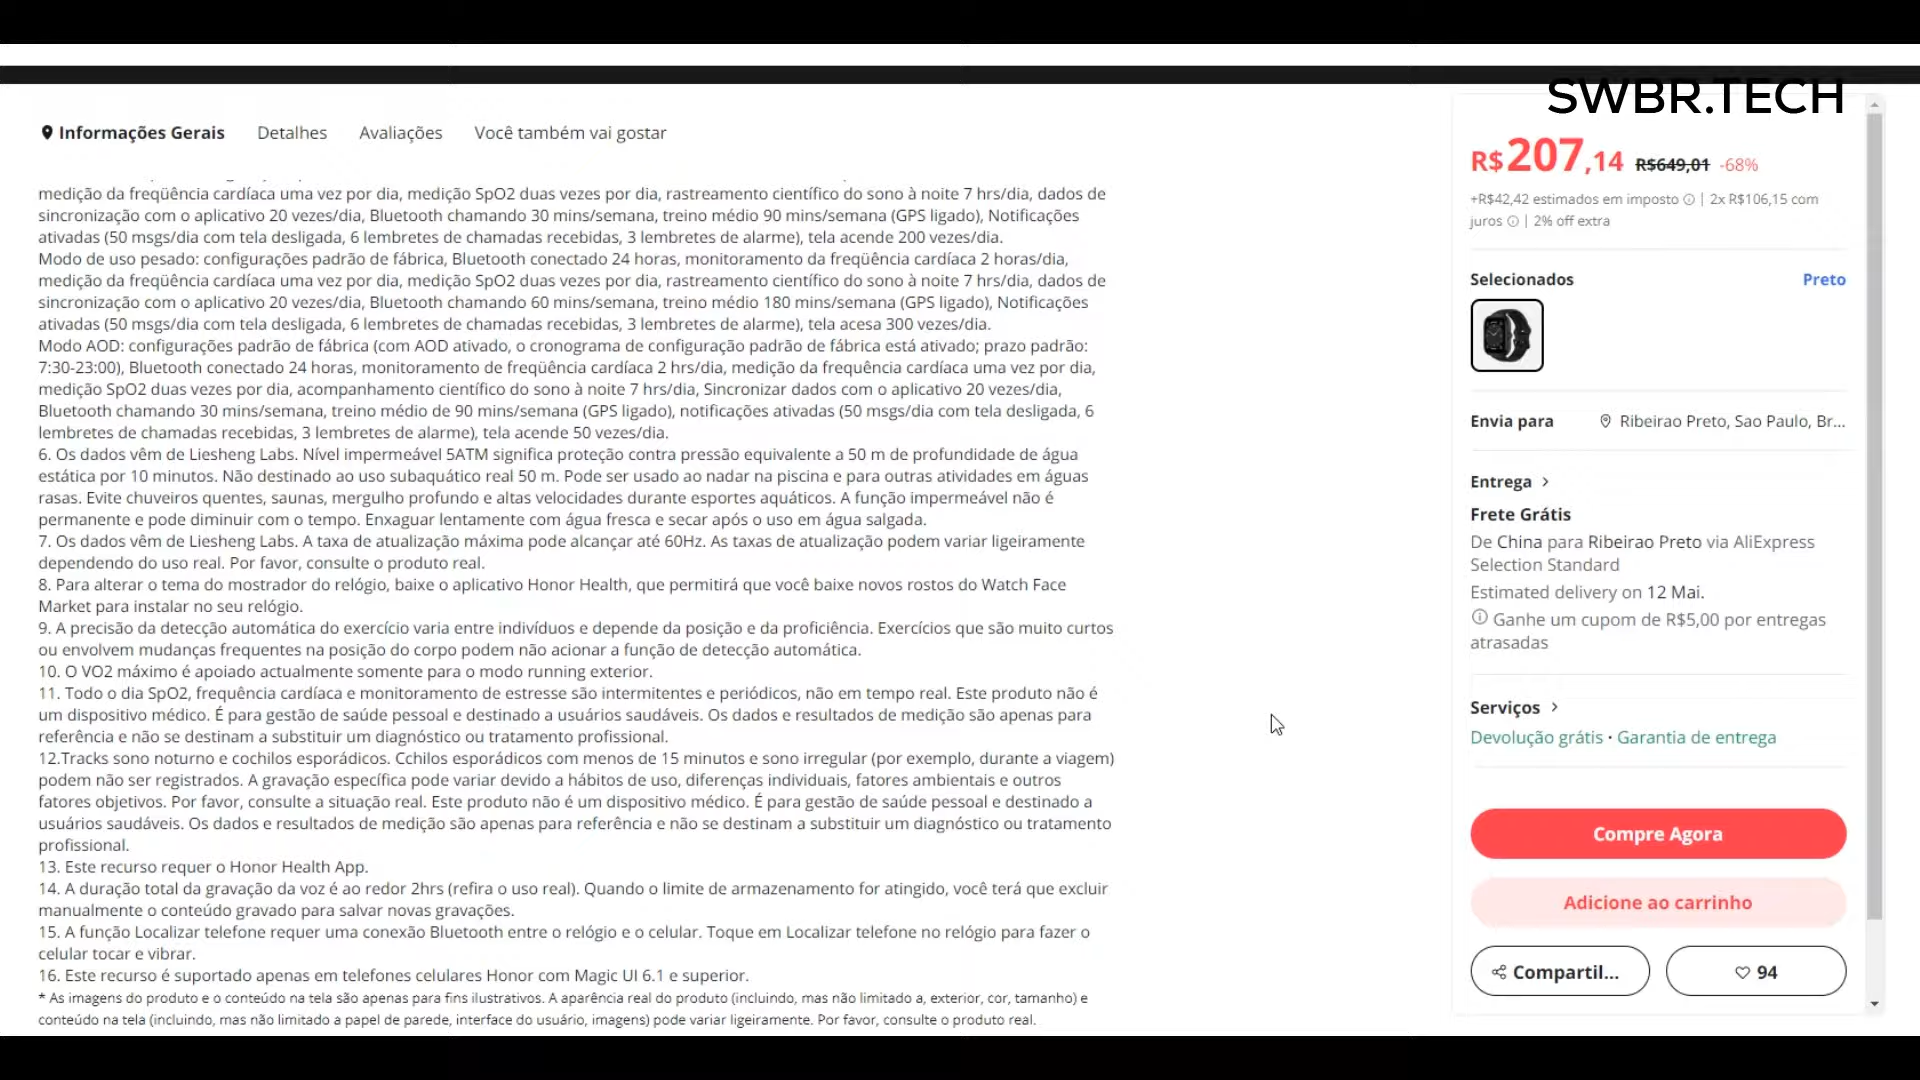 SWBR.TECH
Informações Gerais Detalhes Avaliações Você também vai gostar
medição da freqüência cardíaca uma vez por dia, medição SpO2 duas vezes por dia, rastreamento científico do sono à noite 7 hrs/dia, dados de
sincronização com o aplicativo 20 vezes/dia, Bluetooth chamando 30 mins/semana, treino médio 90 mins/semana (GPS ligado), Notificações
ativadas (50 msgs/dia com tela desligada, 6 lembretes de chamadas recebidas, 3 lembretes de alarme), tela acende 200 vezes/dia.
Modo de uso pesado: configurações padrão de fábrica, Bluetooth conectado 24 horas, monitoramento da freqüência cardíaca 2 horas/dia,
medição da freqüência cardíaca uma vez por dia, medição SpO2 duas vezes por dia, rastreamento científico do sono à noite 7 hrs/dia, dados de
sincronização com o aplicativo 20 vezes/dia, Bluetooth chamando 60 mins/semana, treino médio 180 mins/semana (GPS ligado), Notificações
ativadas (50 msgs/dia com tela desligada, 6 lembretes de chamadas recebidas, 3 lembretes de alarme), tela acesa 300 vezes/dia.
Modo AOD: configurações padrão de fábrica (com AOD ativado, o cronograma de configuração padrão de fábrica está ativado; prazo padrão:
7:30-23:00), Bluetooth conectado 24 horas, monitoramento de freqüência cardíaca 2 hrs/dia, medição da frequência cardíaca uma vez por dia,
medição SpO2 duas vezes por dia, acompanhamento científico do sono à noite 7 hrs/dia, Sincronizar dados com o aplicativo 20 vezes/dia,
Bluetooth chamando 30 mins/semana, treino médio de 90 mins/semana (GPS ligado), notificações ativadas (50 msgs/dia com tela desligada, 6
lembretes de chamadas recebidas, 3 lembretes de alarme), tela acende 50 vezes/dia.
6. Os dados vêm de Liesheng Labs. Nível impermeável 5ATM significa proteção contra pressão equivalente a 50 m de profundidade de água
estática por 10 minutos. Não destinado ao uso subaquático real 50 m. Pode ser usado ao nadar na piscina e para outras atividades em águas
rasas. Evite chuveiros quentes, saunas, mergulho profundo e altas velocidades durante esportes aquáticos. A função impermeável não é
permanente e pode diminuir com o tempo. Enxaguar lentamente com água fresca e secar após o uso em água salgada.
7. Os dados vêm de Liesheng Labs. A taxa de atualização máxima pode alcançar até 60Hz. As taxas de atualização podem variar ligeiramente
dependendo do uso real. Por favor, consulte o produto real.
8. Para alterar o tema do mostrador do relógio, baixe o aplicativo Honor Health, que permitirá que você baixe novos rostos do Watch Face
Market para instalar no seu relógio.
9. A precisão da detecção automática do exercício varia entre indivíduos e depende da posição e da proficiência. Exercícios que são muito curtos
ou envolvem mudanças frequentes na posição do corpo podem não acionar a função de detecção automática.
10. O VO2 máximo é apoiado actualmente somente para o modo running exterior.
11. Todo o dia SpO2, frequência cardíaca e monitoramento de estresse são intermitentes e periódicos, não em tempo real. Este produto não é
um dispositivo médico. É para gestão de saúde pessoal e destinado a usuários saudáveis. Os dados e resultados de medição são apenas para
referência e não se destinam a substituir um diagnóstico ou tratamento profissional.
12.Tracks sono noturno e cochilos esporádicos. Cchilos esporádicos com menos de 15 minutos e sono irregular (por exemplo, durante a viagem)
podem não ser registrados. A gravação específica pode variar devido a hábitos de uso, diferenças individuais, fatores ambientais e outros
fatores objetivos. Por favor, consulte a situação real. Este produto não é um dispositivo médico. É para gestão de saúde pessoal e destinado a
usuários saudáveis. Os dados e resultados de medição são apenas para referência e não se destinam a substituir um diagnóstico ou tratamento
profissional.
13. Este recurso requer o Honor Health App.
14. A duração total da gravação da voz é ao redor 2hrs (refira o uso real). Quando o limite de armazenamento for atingido, você terá que excluir
manualmente o conteúdo gravado para salvar novas gravações.
15. A função Localizar telefone requer uma conexão Bluetooth entre o relógio e o celular. Toque em Localizar telefone no relógio para fazer o
celular tocar e vibrar.
16. Este recurso é suportado apenas em telefones celulares Honor com Magic UI 6.1 e superior.
* As imagens do produto e o conteúdo na tela são apenas para fins ilustrativos. A aparência real do produto (incluindo, mas não limitado a, exterior, cor, tamanho) e
conteúdo na tela (incluindo, mas não limitado a papel de parede, interface do usuário, imagens) pode variar ligeiramente. Por favor, consulte o produto real.
R$207,14 R$649,01 -68%
+R$42,42 estimados em imposto | 2x R$106,15 com
juros | 2% off extra
Selecionados Preto
Envia para Ribeirao Preto, Sao Paulo, Br...
Entrega
Frete Grátis
De China para Ribeirao Preto via AliExpress
Selection Standard
Estimated delivery on 12 Mai.
Ganhe um cupom de R$5,00 por entregas
atrasadas
Serviços
Devolução grátis · Garantia de entrega
Compre Agora
Adicione ao carrinho
Compartil... 94